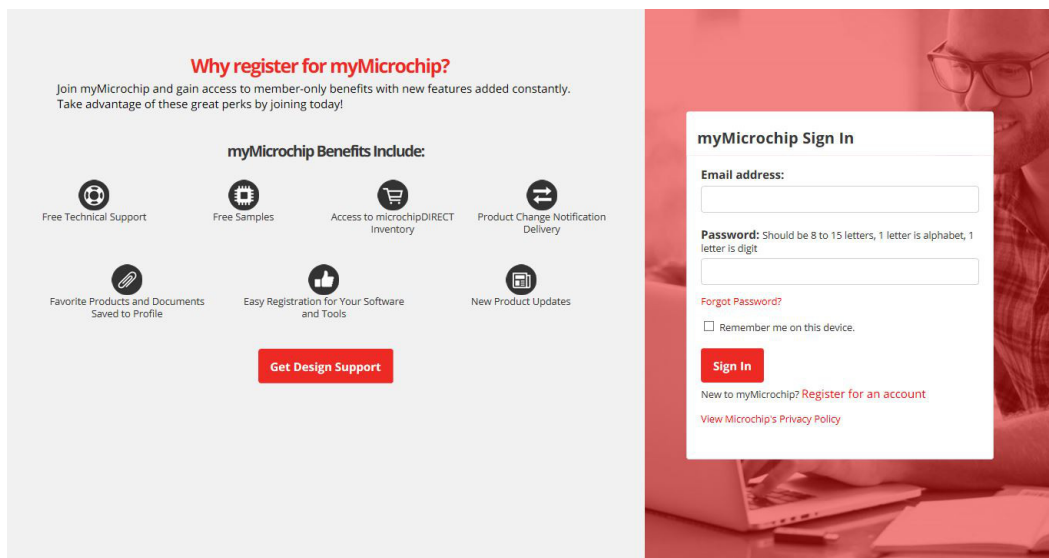 Why register for myMicrochip?
Join myMicrochip and gain access to member-only benefits with new features added constantly.
Take advantage of these great perks by joining today!
myMicrochip Benefits Include:
Free Technical Support
Free Samples
Access to microchipDIRECT
Inventory
Product Change Notification
Delivery
Favorite Products and Documents
Saved to Profile
Easy Registration for Your Software
and Tools
New Product Updates
Get Design Support
myMicrochip Sign In
Email address:
Password: Should be 8 to 15 letters, 1 letter is alphabet, 1
letter is digit
Forgot Password?
Remember me on this device.
Sign In
New to myMicrochip? Register for an account
View Microchip's Privacy Policy